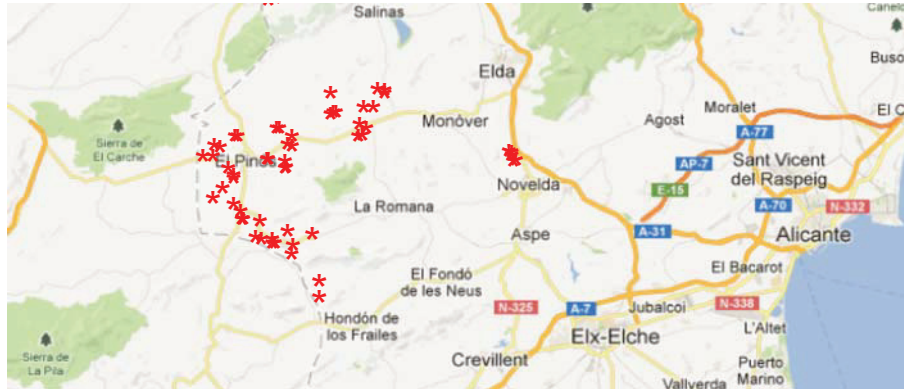 Salinas
Canelo
Elda
Buso
Moralet
El C
Monòver
Agost
Sierra de
El Carche
A-77
AP-7
El Pinos
Sant Vicent
del Raspeig
E-15
Novelda
N-332
La Romana
A-70
A-31
Alicante
Aspe
El Bacarot
El Fondó
de les Neus
N-325
A-7
Jubalcoi
N-338
Hondón de
los Frailes
L'Altet
Elx-Elche
Sierra de
La Pila
Crevillent
Puerto
Marino
Vallverda